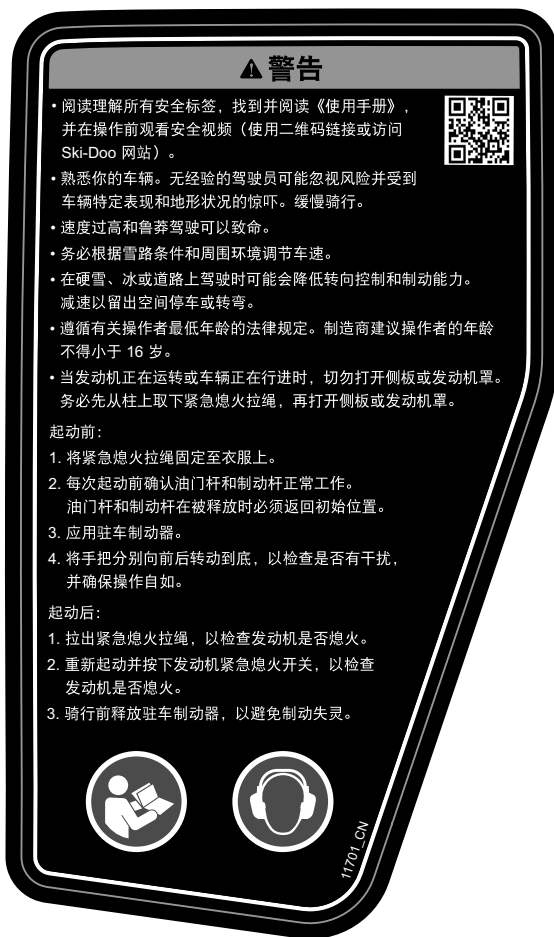 警告
• 阅读理解所有安全标签，找到并阅读《使用手册》，
并在操作前观看安全视频（使用二维码链接或访问
Ski-Doo 网站）。
• 熟悉你的车辆。无经验的驾驶员可能忽视风险并受到
车辆特定表现和地形状况的惊吓。缓慢骑行。
• 速度过高和鲁莽驾驶可以致命。
• 务必根据雪路条件和周围环境调节车速。
• 在硬雪、冰或道路上驾驶时可能会降低转向控制和制动能力。
减速以留出空间停车或转弯。
• 遵循有关操作者最低年龄的法律规定。制造商建议操作者的年龄
不得小于 16 岁。
• 当发动机正在运转或车辆正在行进时，切勿打开侧板或发动机罩。
务必先从柱上取下紧急熄火拉绳，再打开侧板或发动机罩。
起动前：
1. 将紧急熄火拉绳固定至衣服上。
2. 每次起动前确认油门杆和制动杆正常工作。
油门杆和制动杆在被释放时必须返回初始位置。
3. 应用驻车制动器。
4. 将手把分别向前后转动到底，以检查是否有干扰，
并确保操作自如。
起动后：
1. 拉出紧急熄火拉绳，以检查发动机是否熄火。
2. 重新起动并按下发动机紧急熄火开关，以检查
发动机是否熄火。
3. 骑行前释放驻车制动器，以避免制动失灵。
11701_CN